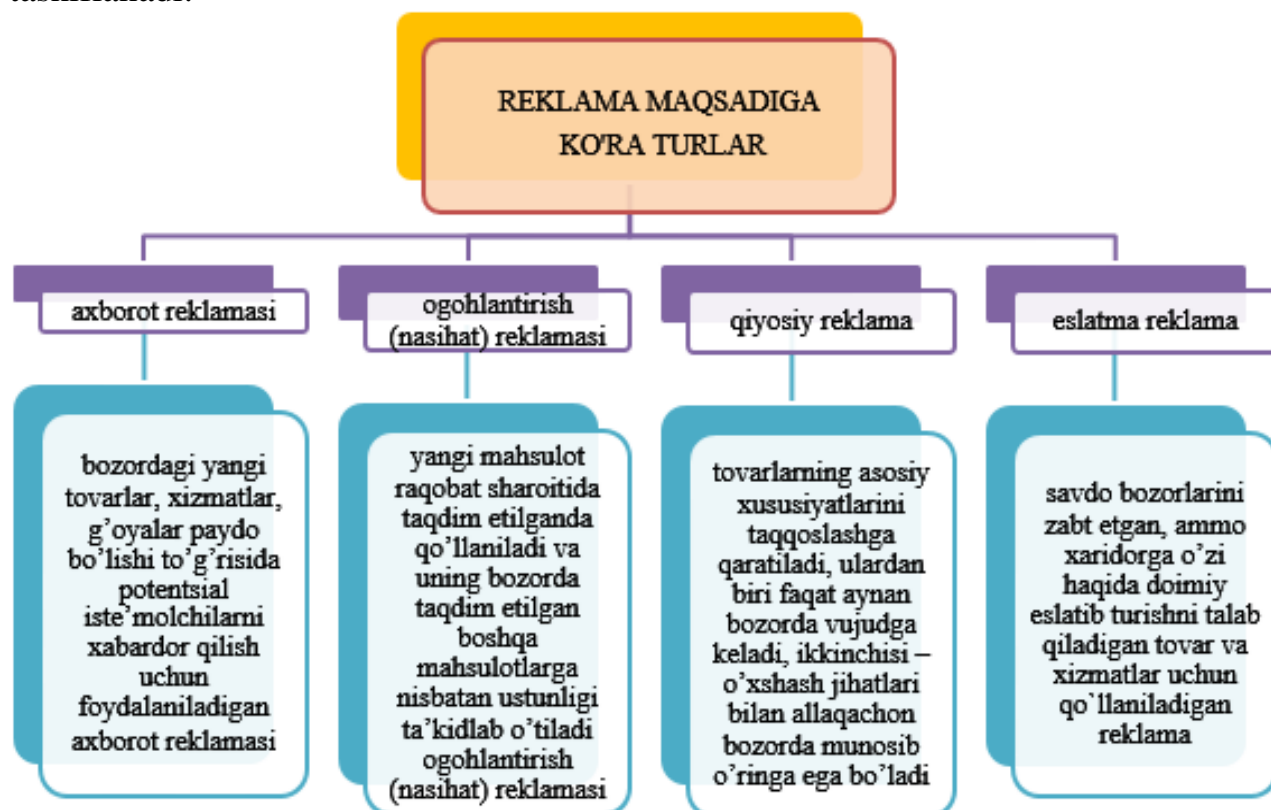 REKLAMA MAQSADIGA
KO'RA TURLAR
axborot reklamasi
ogohlantirish
(nasihat) reklamasi
qiyosiy reklama
eslatma reklama
bozordagi yangi
tovarlar, xizmatlar,
g’oyalar paydo
bo’lishi to’g’risida
potentsial
iste’molchilarni
xabardor qilish
uchun
foydalaniladigan
axborot reklamasi
yangi mahsulot
raqobat sharoitida
taqdim etilganda
qo’llaniladi va
uning bozorda
taqdim etilgan
boshqa
mahsulotlarga
nisbatan ustunligi
ta’kidlab o’tiladi
ogohlantirish
(nasihat) reklamasi
tovarlarning asosiy
xususiyatlarini
taqqoslashga
qaratiladi, ulardan
biri faqat aynan
bozorda vujudga
keladi, ikkinchisi –
o’xshash jihatlari
bilan allaqachon
bozorda munosib
o’ringa ega bo’ladi
savdo bozorlarini
zabt etgan, ammo
xaridorga o’zi
haqida doimiy
eslatib turishni talab
qiladigan tovar va
xizmatlar uchun
qo`llaniladigan
reklama